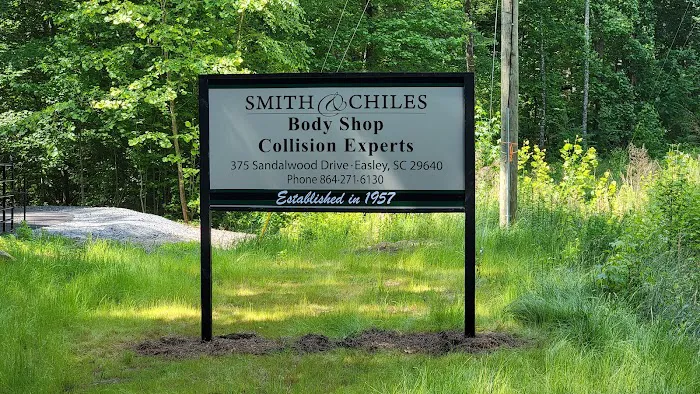 SMITH & CHILES
Body Shop
Collision Experts
375 Sandalwood Drive - Easley, SC 29640
Phone 864-271-6130
Established in 1957